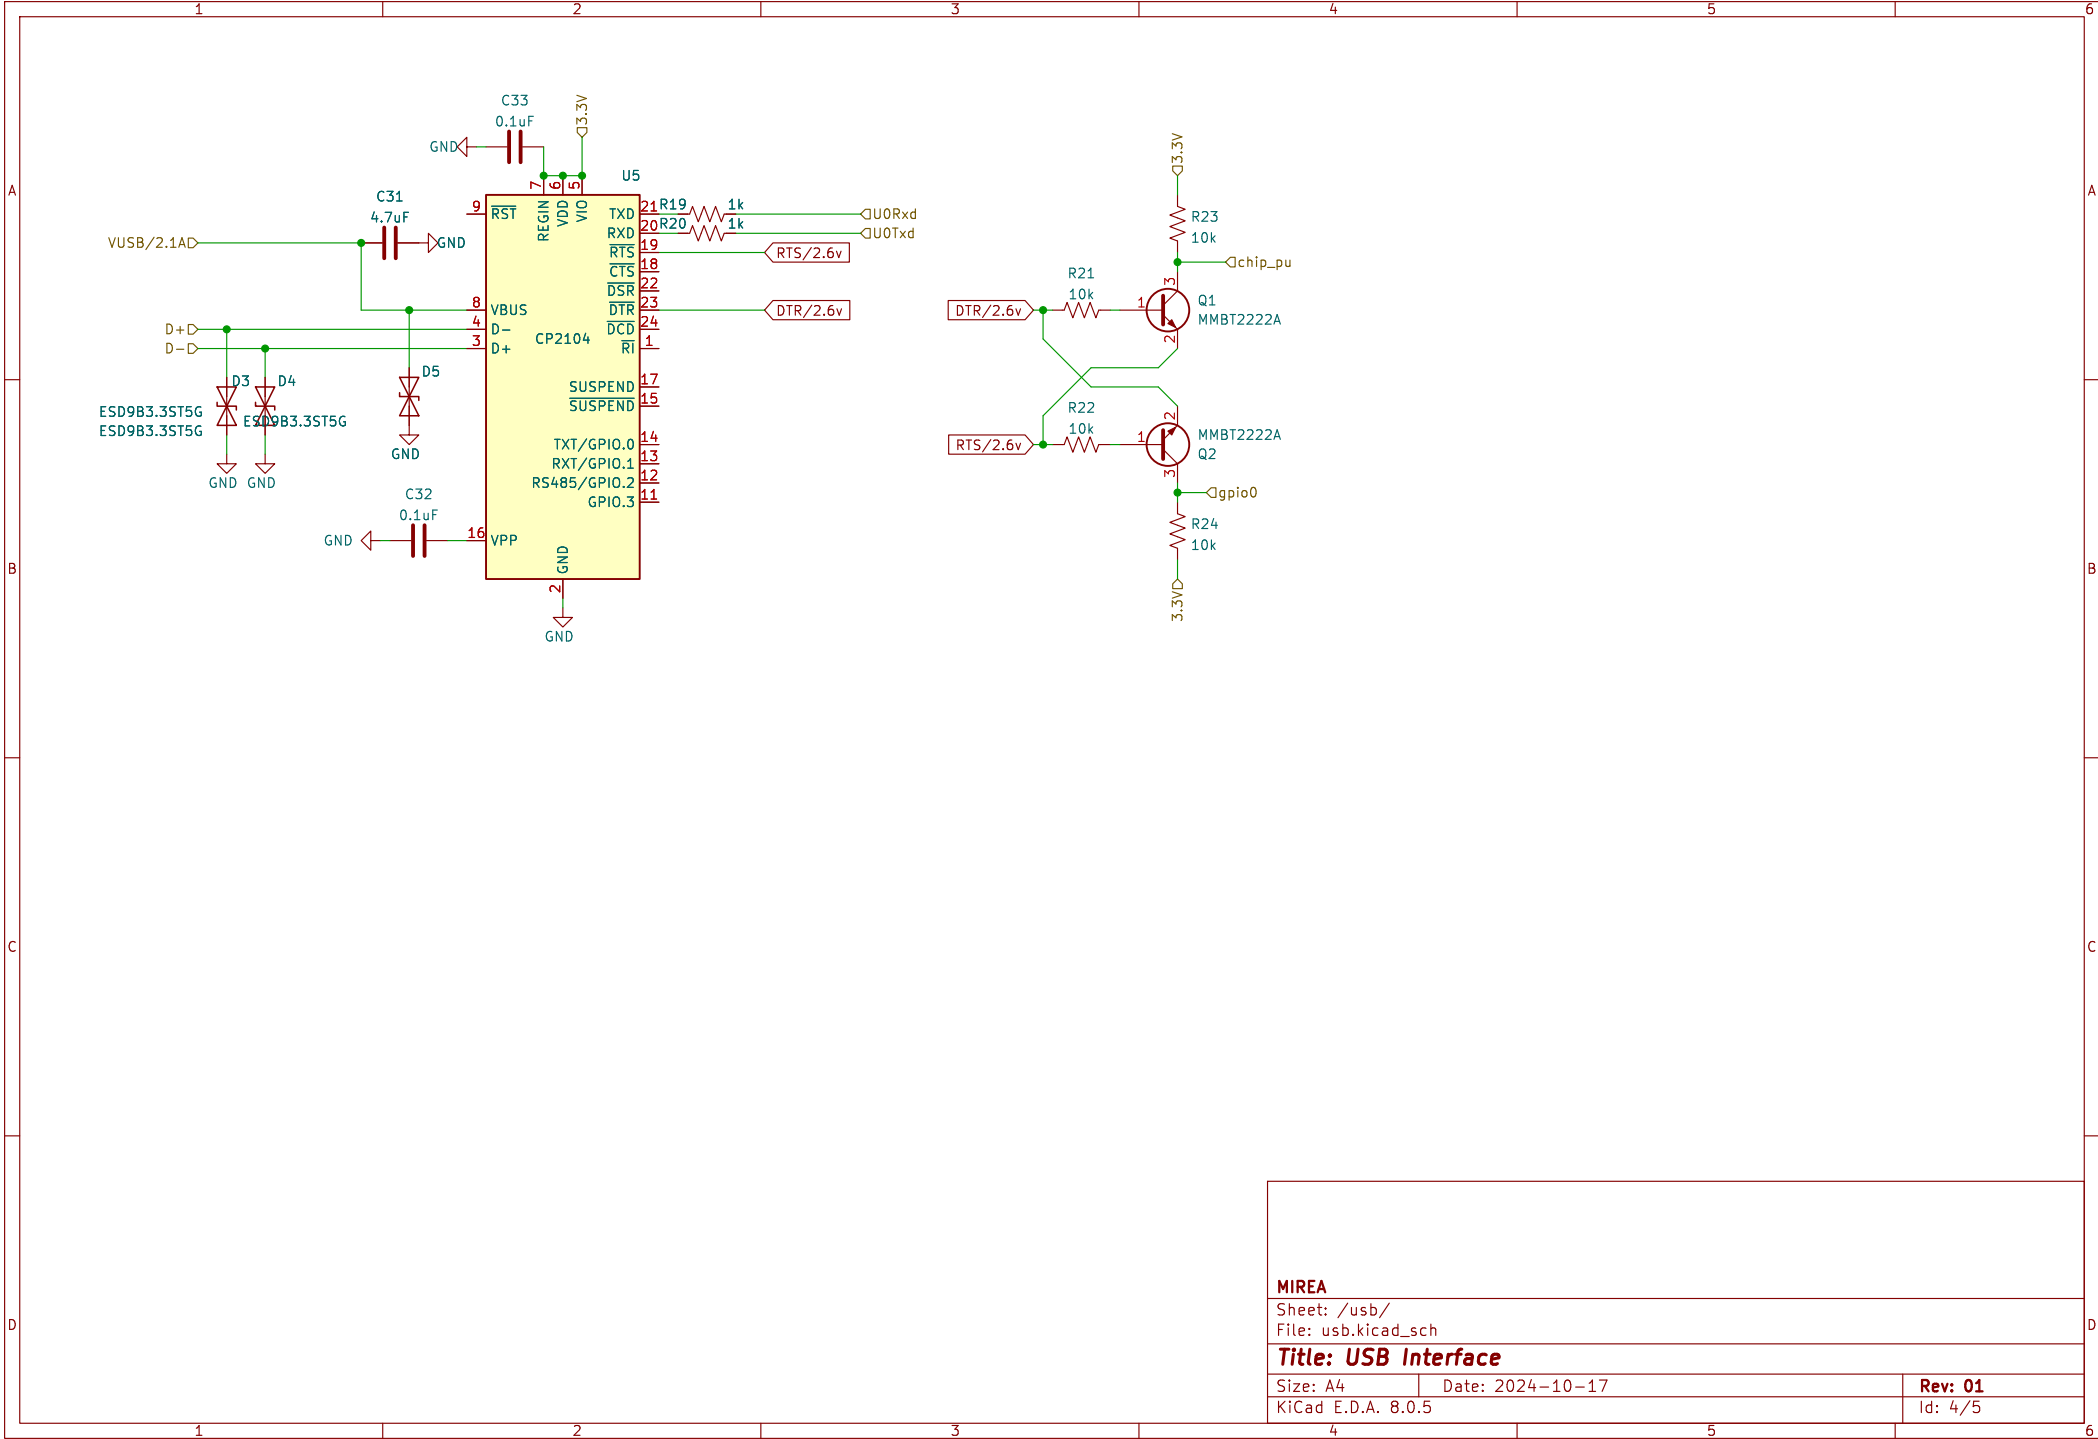 1 2 3 4 5 6
A
B
C
D
A
B
C
D
1 2 3 4 5 6
C33
0.1uF
GND
3.3V
U5
C31
4.7uF
GND
VUSB/2.1A
D+
D-
D3
D4
D5
ESD9B3.3ST5G
ESD9B3.3ST5G
ESD9B3.3ST5G
GND
GND
GND
C32
0.1uF
GND
7 6 5
REGIN
VDD
VIO
9 RST
8 VBUS
4 D-
3 D+
16 VPP
CP2104
TXD 21
RXD 20
RTS 19
CTS 18
DSR 22
DTR 23
DCD 24
RI 1
SUSPEND 17
SUSPEND 15
TXT/GPIO.0 14
RXT/GPIO.1 13
RS485/GPIO.2 12
GPIO.3 11
GND
2
GND
R19 1k
R20 1k
U0Rxd
U0Txd
RTS/2.6v
DTR/2.6v
3.3V
R23
10k
chip_pu
R21
10k
DTR/2.6v
1
3
2
Q1
MMBT2222A
R22
10k
RTS/2.6v
1
2
3
MMBT2222A
Q2
gpio0
R24
10k
3.3V
MIREA
Sheet: /usb/
File: usb.kicad_sch
Title: USB Interface
Size: A4 Date: 2024-10-17 Rev: 01
KiCad E.D.A. 8.0.5 Id: 4/5